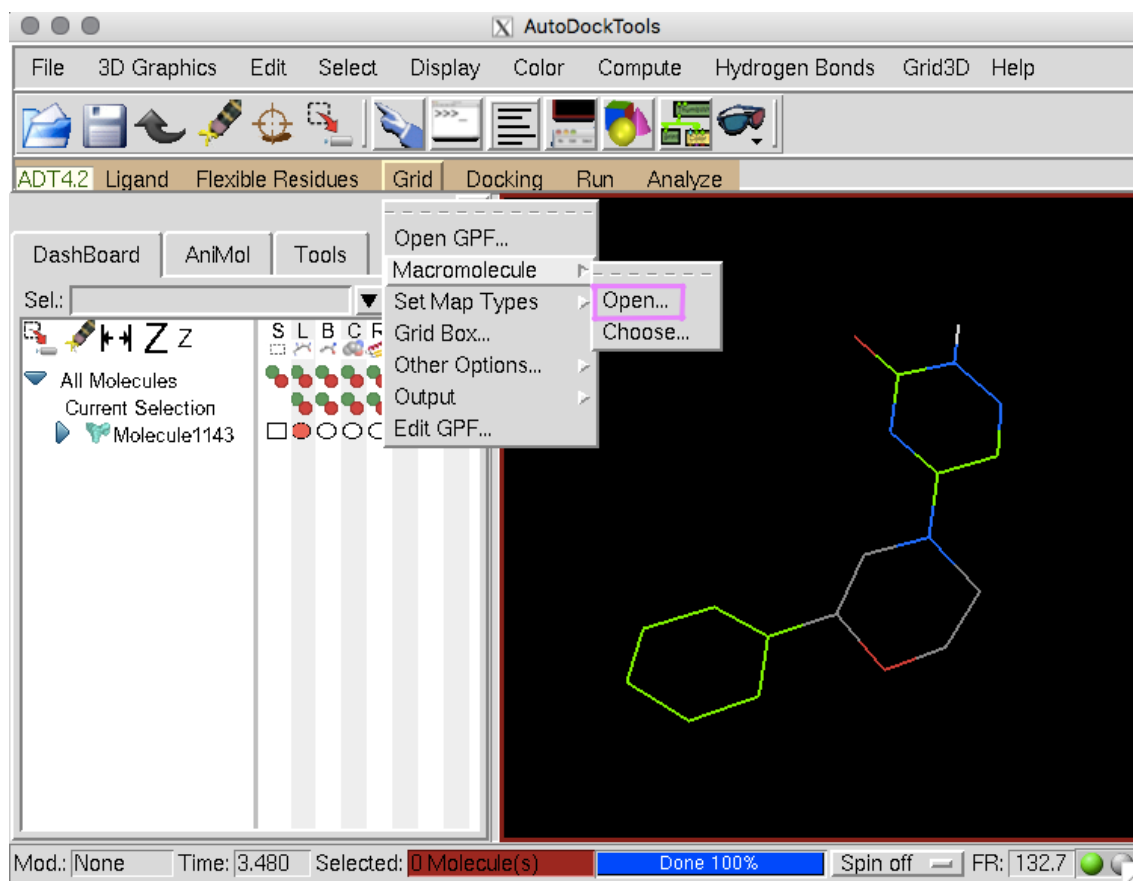 AutoDockTools
File 3D Graphics Edit Select Display Color Compute Hydrogen Bonds Grid3D Help
>>>_
ADT4.2 Ligand Flexible Residues Grid Docking Run Analyze
DashBoard AniMol Tools
Open GPF...
Macromolecule
Set Map Types
Grid Box...
Other Options...
Output
Edit GPF...
Open...
Choose...
Sel.:
Z Z
S L B C R
All Molecules
Current Selection
Molecule1143
Mod.: None Time: 3.480 Selected: 0 Molecule(s) Done 100% Spin off FR: 132.7